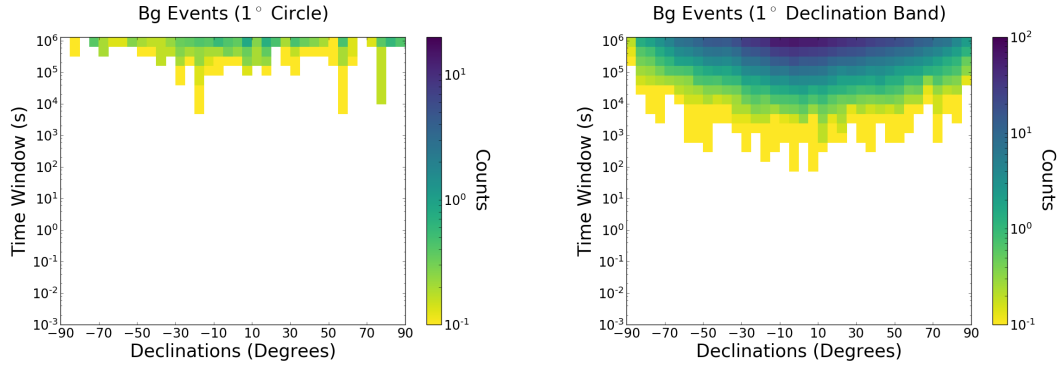 Bg Events (1° Circle)
Time Window (s)
10^6
10^5
10^4
10^3
10^2
10^1
10^0
10^-1
10^-2
10^-3
−90 −70 −50 −30 −10 10 30 50 70 90
Declinations (Degrees)
10^1
10^0
10^-1
Counts
Bg Events (1° Declination Band)
Time Window (s)
10^6
10^5
10^4
10^3
10^2
10^1
10^0
10^-1
10^-2
10^-3
−90 −70 −50 −30 −10 10 30 50 70 90
Declinations (Degrees)
10^2
10^1
10^0
10^-1
Counts